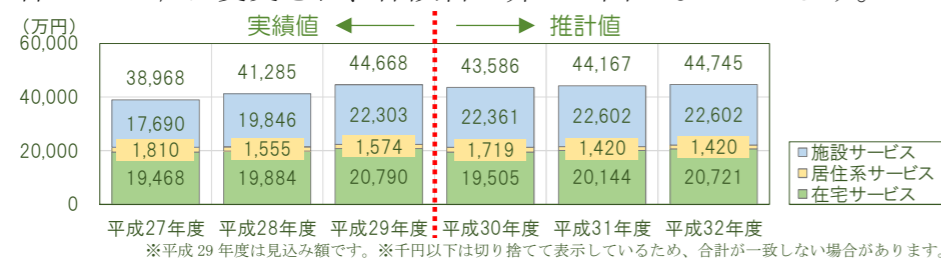 (万円)
実績値
推計値
60,000
40,000
20,000
0
38,968
41,285
44,668
43,586
44,167
44,745
17,690
19,846
22,303
22,361
22,602
22,602
1,810
1,555
1,574
1,719
1,420
1,420
19,468
19,884
20,790
19,505
20,144
20,721
平成27年度
平成28年度
平成29年度
平成30年度
平成31年度
平成32年度
施設サービス
居住系サービス
在宅サービス
※平成 29 年度は見込み額です。※千円以下は切り捨てて表示しているため、合計が一致しない場合があります。